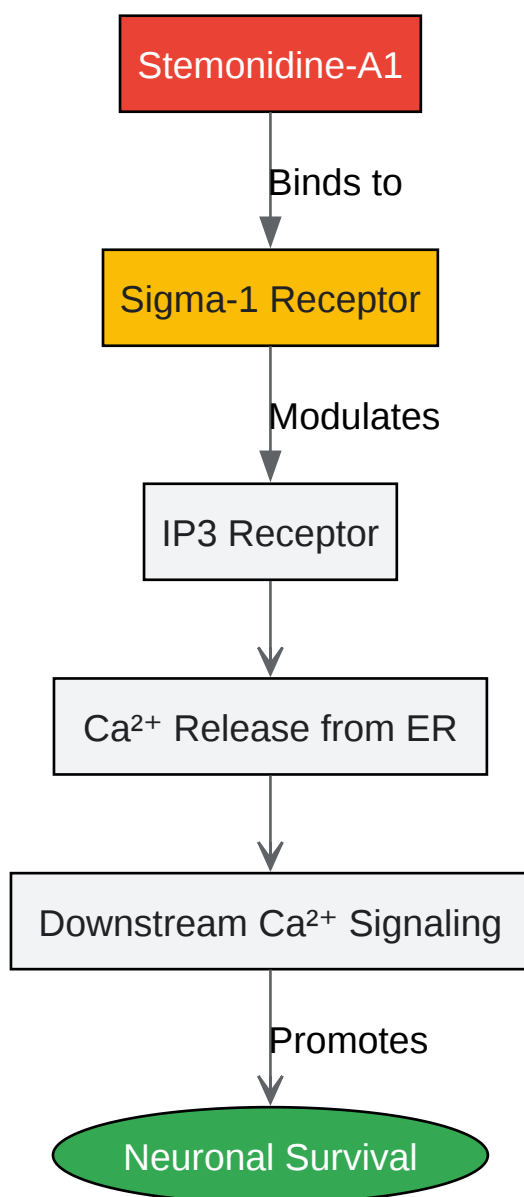 Stemonidine-A1
Binds to
Sigma-1 Receptor
Modulates
IP3 Receptor
Ca²⁺ Release from ER
Downstream Ca²⁺ Signaling
Promotes
Neuronal Survival